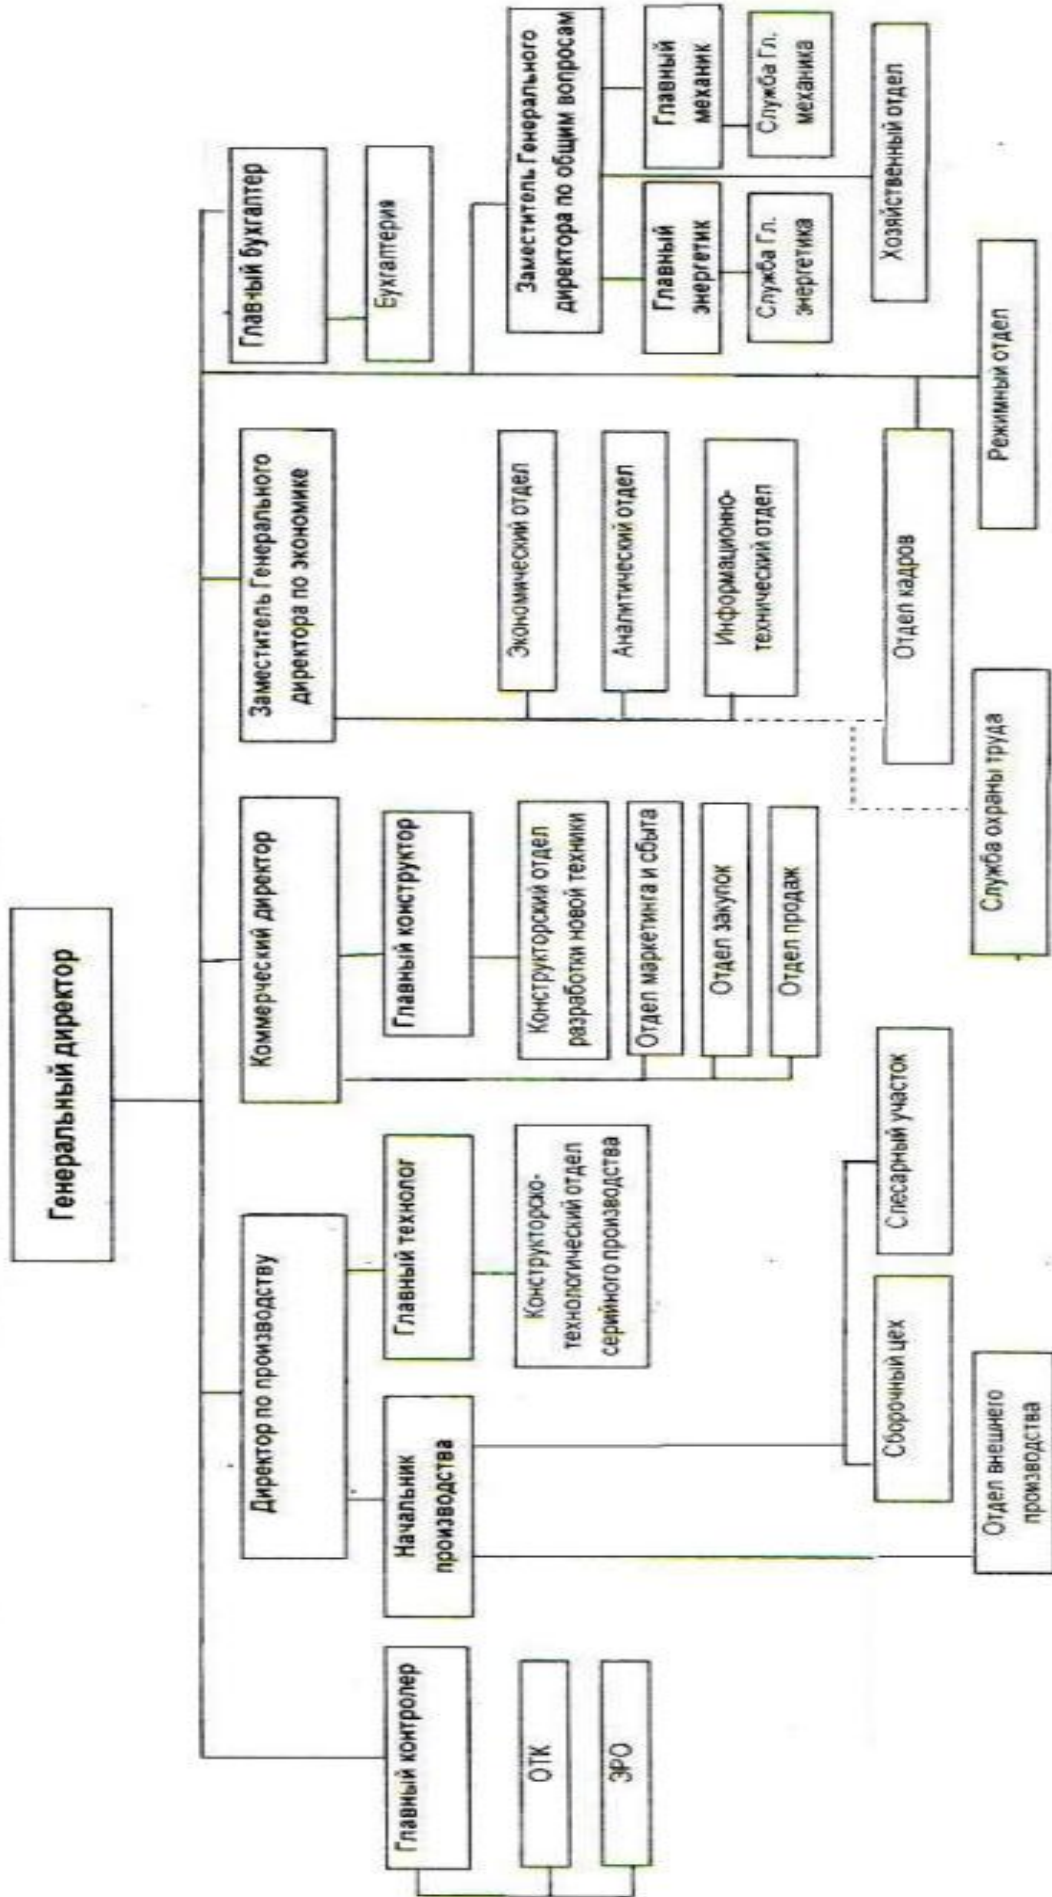 Генеральный директор
Главный контролер
ОТК
ЭРО
Директор по производству
Начальник
производства
Главный технолог
Конструкторско-
технологический отдел
серийного производства
Сборочный цех
Слесарный участок
Отдел внешнего
производства
Коммерческий директор
Главный конструктор
Конструкторский отдел
разработки новой техники
Отдел маркетинга и сбыта
Отдел закупок
Отдел продаж
Заместитель Генерального
директора по экономике
Экономический отдел
Аналитический отдел
Информационно-
технический отдел
Отдел кадров
Служба охраны труда
Главный бухгалтер
Бухгалтерия
Заместитель Генерального
директора по общим вопросам
Главный
энергетик
Главный
механик
Служба Гл.
энергетика
Служба Гл.
механика
Хозяйственный отдел
Режимный отдел